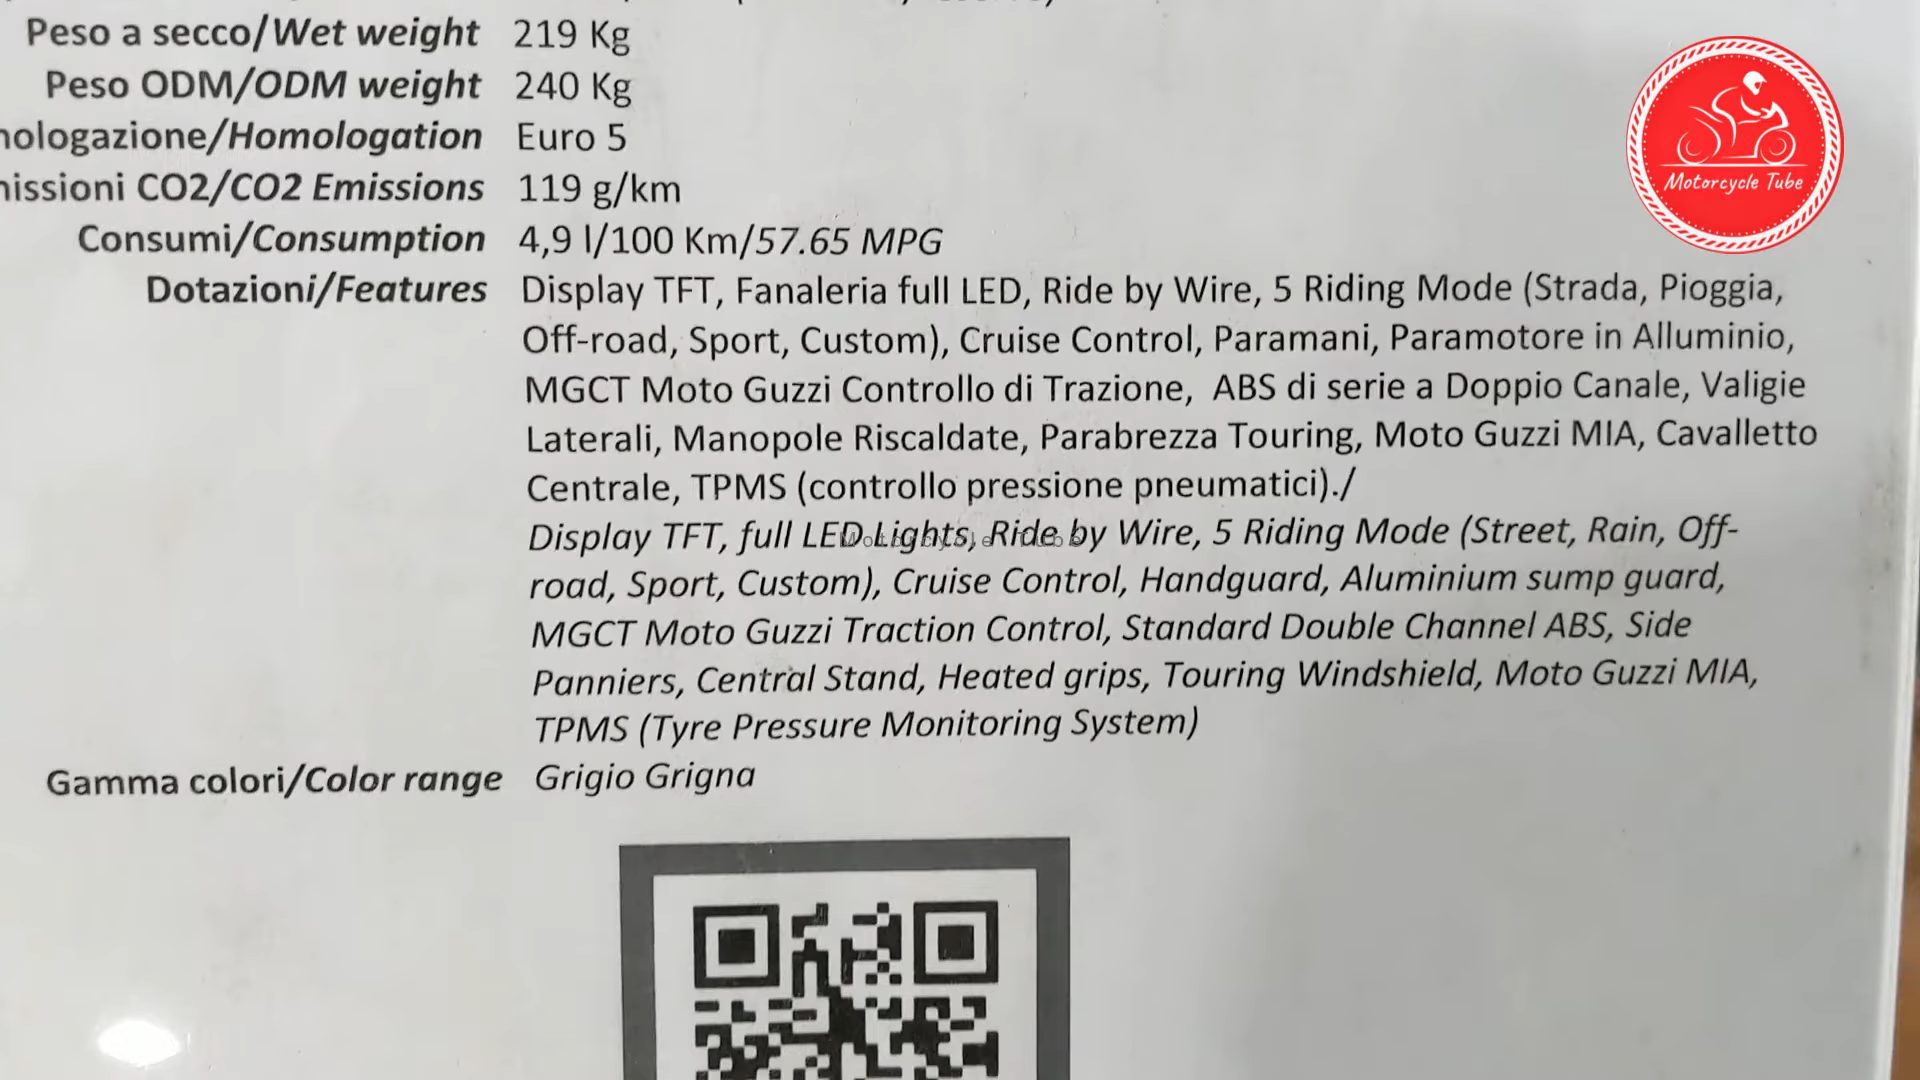 Peso a secco/Wet weight 219 Kg
Peso ODM/ODM weight 240 Kg
ologazione/Homologation Euro 5
issioni CO2/CO2 Emissions 119 g/km
Consumi/Consumption 4,9 l/100 Km/57.65 MPG
Dotazioni/Features Display TFT, Fanaleria full LED, Ride by Wire, 5 Riding Mode (Strada, Pioggia,
Off-road, Sport, Custom), Cruise Control, Paramani, Paramotore in Alluminio,
MGCT Moto Guzzi Controllo di Trazione, ABS di serie a Doppio Canale, Valigie
Laterali, Manopole Riscaldate, Parabrezza Touring, Moto Guzzi MIA, Cavalletto
Centrale, TPMS (controllo pressione pneumatici)./
Display TFT, full LED Lights, Ride by Wire, 5 Riding Mode (Street, Rain, Off-
road, Sport, Custom), Cruise Control, Handguard, Aluminium sump guard,
MGCT Moto Guzzi Traction Control, Standard Double Channel ABS, Side
Panniers, Central Stand, Heated grips, Touring Windshield, Moto Guzzi MIA,
TPMS (Tyre Pressure Monitoring System)
Gamma colori/Color range Grigio Grigna
Motorcycle Tube
Motorcycle Tube